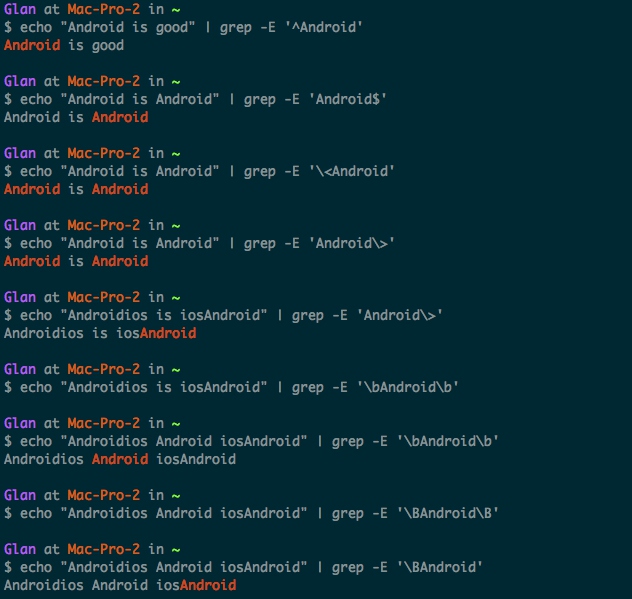 Glan at Mac-Pro-2 in ~
$ echo "Android is good" | grep -E '^Android'
Android is good
Glan at Mac-Pro-2 in ~
$ echo "Android is Android" | grep -E 'Android$'
Android is Android
Glan at Mac-Pro-2 in ~
$ echo "Android is Android" | grep -E '\<Android'
Android is Android
Glan at Mac-Pro-2 in ~
$ echo "Android is Android" | grep -E 'Android\>'
Android is Android
Glan at Mac-Pro-2 in ~
$ echo "Androidios is iosAndroid" | grep -E 'Android\>'
Androidios is iosAndroid
Glan at Mac-Pro-2 in ~
$ echo "Androidios is iosAndroid" | grep -E '\bAndroid\b'
Glan at Mac-Pro-2 in ~
$ echo "Androidios Android iosAndroid" | grep -E '\bAndroid\b'
Androidios Android iosAndroid
Glan at Mac-Pro-2 in ~
$ echo "Androidios Android iosAndroid" | grep -E '\BAndroid\B'
Glan at Mac-Pro-2 in ~
$ echo "Androidios Android iosAndroid" | grep -E '\BAndroid'
Androidios Android iosAndroid